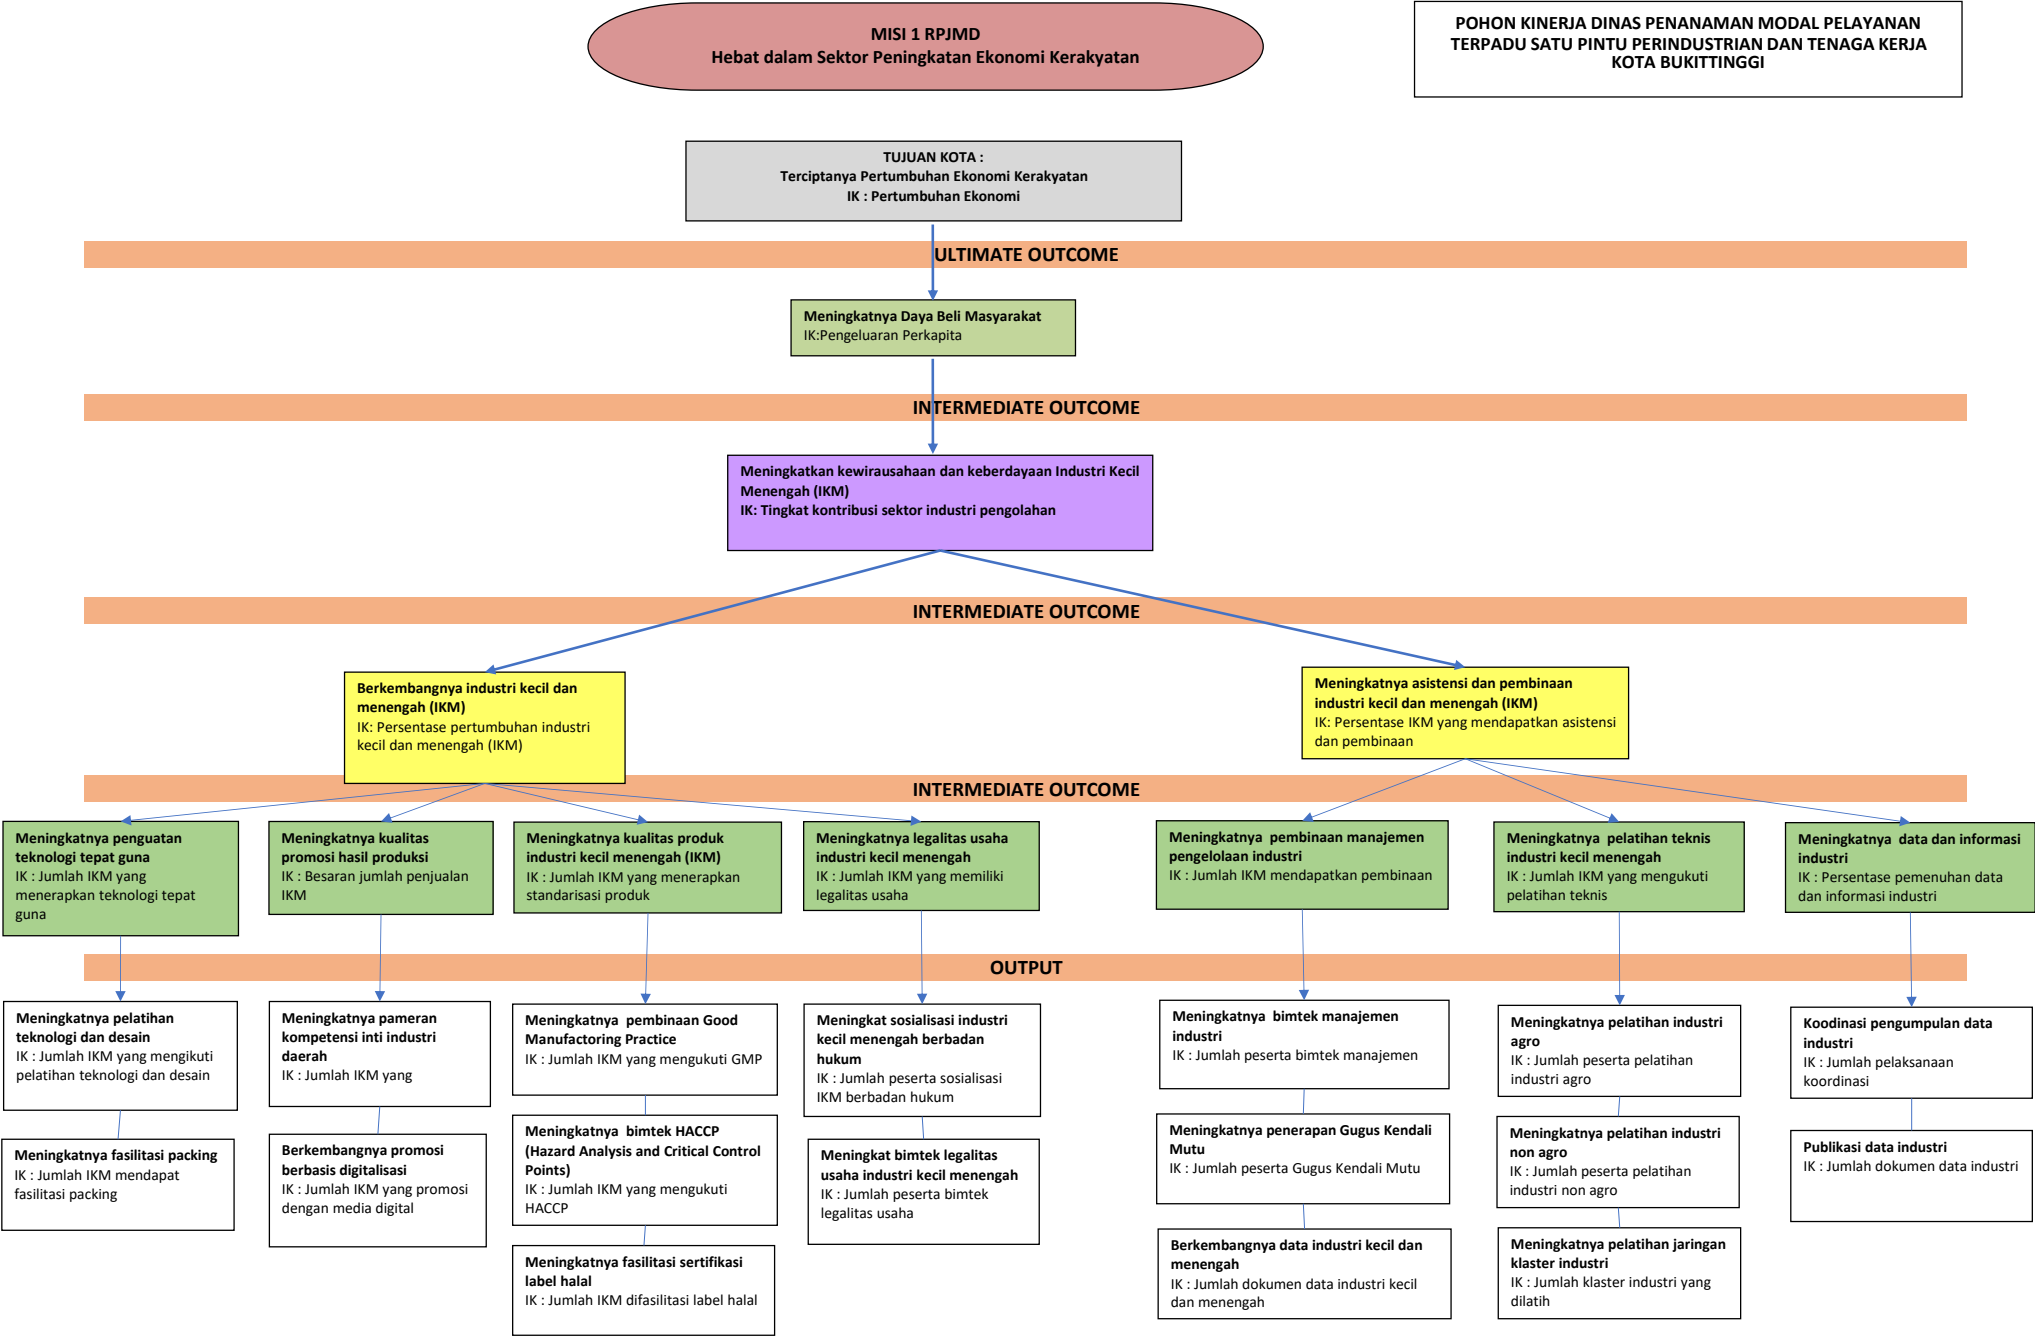 MISI 1 RPJMD
Hebat dalam Sektor Peningkatan Ekonomi Kerakyatan
POHON KINERJA DINAS PENANAMAN MODAL PELAYANAN
TERPADU SATU PINTU PERINDUSTRIAN DAN TENAGA KERJA
KOTA BUKITTINGGI
TUJUAN KOTA :
Terciptanya Pertumbuhan Ekonomi Kerakyatan
IK : Pertumbuhan Ekonomi
ULTIMATE OUTCOME
Meningkatnya Daya Beli Masyarakat
IK:Pengeluaran Perkapita
INTERMEDIATE OUTCOME
Meningkatkan kewirausahaan dan keberdayaan Industri Kecil
Menengah (IKM)
IK: Tingkat kontribusi sektor industri pengolahan
INTERMEDIATE OUTCOME
Berkembangnya industri kecil dan
menengah (IKM)
IK: Persentase pertumbuhan industri
kecil dan menengah (IKM)
Meningkatnya asistensi dan pembinaan
industri kecil dan menengah (IKM)
IK: Persentase IKM yang mendapatkan asistensi
dan pembinaan
INTERMEDIATE OUTCOME
Meningkatnya penguatan
teknologi tepat guna
IK : Jumlah IKM yang
menerapkan teknologi tepat
guna
Meningkatnya kualitas
promosi hasil produksi
IK : Besaran jumlah penjualan
IKM
Meningkatnya kualitas produk
industri kecil menengah (IKM)
IK : Jumlah IKM yang menerapkan
standarisasi produk
Meningkatnya legalitas usaha
industri kecil menengah
IK : Jumlah IKM yang memiliki
legalitas usaha
Meningkatnya  pembinaan manajemen
pengelolaan industri
IK : Jumlah IKM mendapatkan pembinaan
Meningkatnya  pelatihan teknis
industri kecil menengah
IK : Jumlah IKM yang mengukuti
pelatihan teknis
Meningkatnya  data dan informasi
industri
IK : Persentase pemenuhan data
dan informasi industri
OUTPUT
Meningkatnya pelatihan
teknologi dan desain
IK : Jumlah IKM yang mengikuti
pelatihan teknologi dan desain
Meningkatnya pameran
kompetensi inti industri
daerah
IK : Jumlah IKM yang
Meningkatnya  pembinaan Good
Manufactoring Practice
IK : Jumlah IKM yang mengukuti GMP
Meningkat sosialisasi industri
kecil menengah berbadan
hukum
IK : Jumlah peserta sosialisasi
IKM berbadan hukum
Meningkatnya  bimtek manajemen
industri
IK : Jumlah peserta bimtek manajemen
Meningkatnya pelatihan industri
agro
IK : Jumlah peserta pelatihan
industri agro
Koodinasi pengumpulan data
industri
IK : Jumlah pelaksanaan
koordinasi
Meningkatnya fasilitasi packing
IK : Jumlah IKM mendapat
fasilitasi packing
Berkembangnya promosi
berbasis digitalisasi
IK : Jumlah IKM yang promosi
dengan media digital
Meningkatnya  bimtek HACCP
(Hazard Analysis and Critical Control
Points)
IK : Jumlah IKM yang mengukuti
HACCP
Meningkat bimtek legalitas
usaha industri kecil menengah
IK : Jumlah peserta bimtek
legalitas usaha
Meningkatnya penerapan Gugus Kendali
Mutu
IK : Jumlah peserta Gugus Kendali Mutu
Meningkatnya pelatihan industri
non agro
IK : Jumlah peserta pelatihan
industri non agro
Publikasi data industri
IK : Jumlah dokumen data industri
Meningkatnya fasilitasi sertifikasi
label halal
IK : Jumlah IKM difasilitasi label halal
Berkembangnya data industri kecil dan
menengah
IK : Jumlah dokumen data industri kecil
dan menengah
Meningkatnya pelatihan jaringan
klaster industri
IK : Jumlah klaster industri yang
dilatih